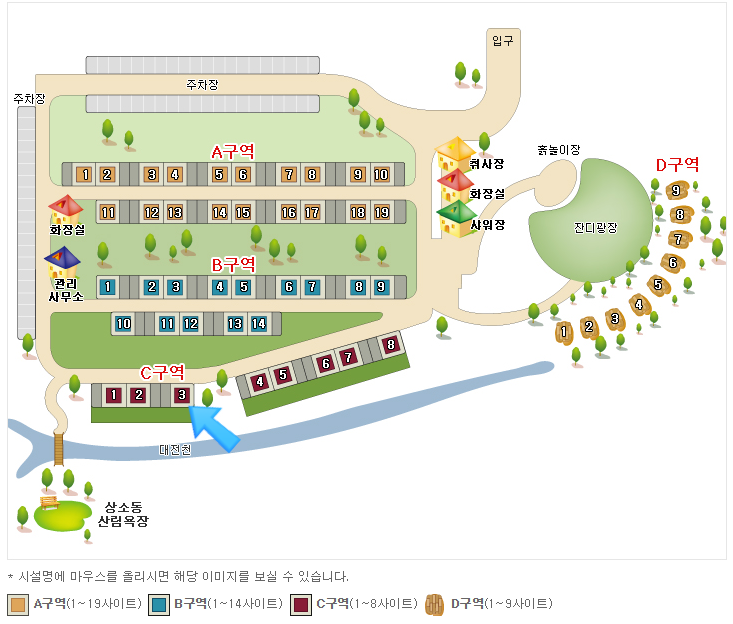 입구
주차장
주차장
A구역
1 2 3 4 5 6 7 8 9 10
취사장
흙놀이장
D구역
화장실
샤워장
잔디광장
9
8
7
6
5
4
3
2
1
11 12 13 14 15 16 17 18 19
화장실
관리
사무소
B구역
1 2 3 4 5 6 7 8 9
10 11 12 13 14
C구역
1 2 3 4 5 6 7 8
대전천
상소동
산림욕장
* 시설명에 마우스를 올리시면 해당 이미지를 보실 수 있습니다.
A구역(1~19사이트) B구역(1~14사이트) C구역(1~8사이트) D구역(1~9사이트)